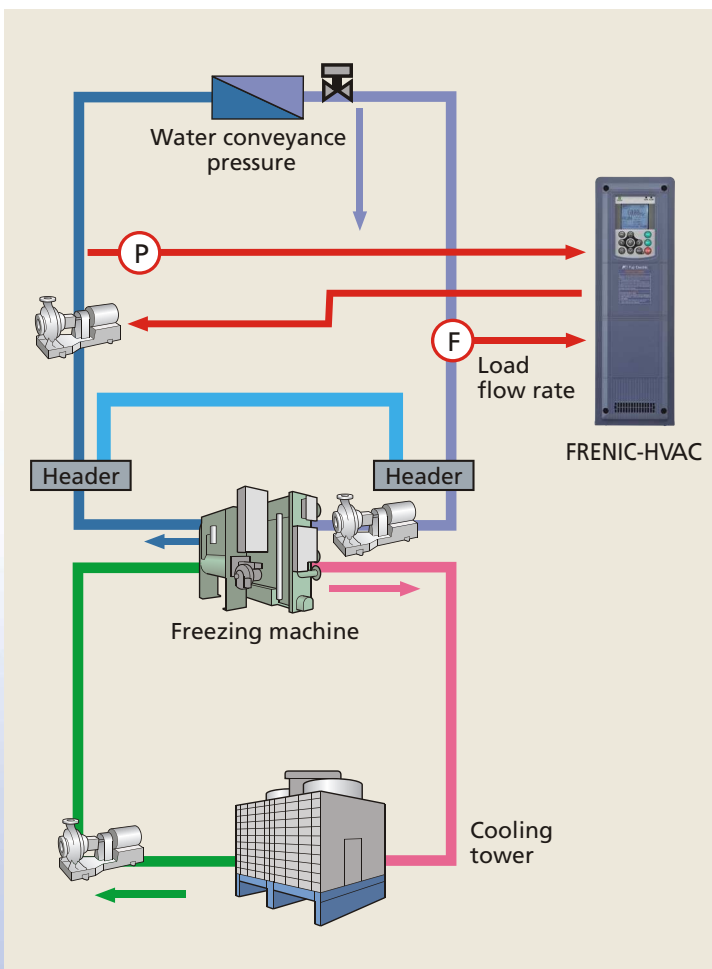 Water conveyance
pressure
P
F
Load
flow rate
FRENIC-HVAC
Header
Header
Freezing machine
Cooling
tower